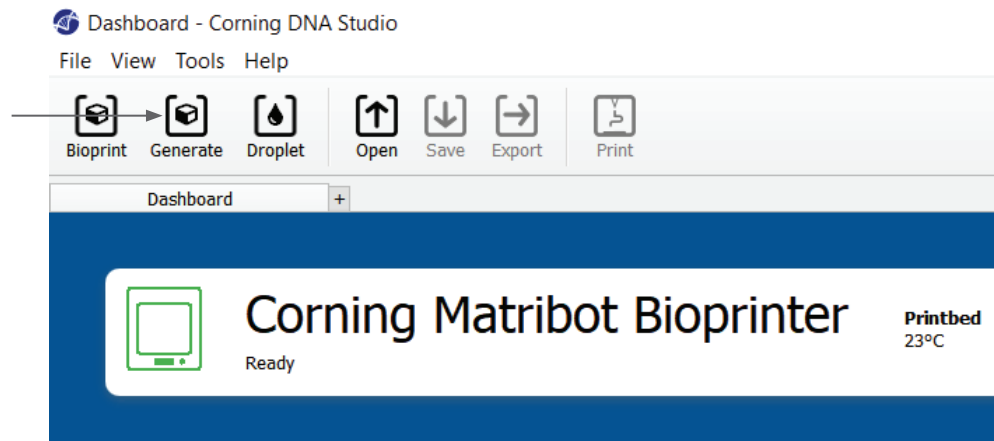 Dashboard - Corning DNA Studio
File View Tools Help
Bioprint Generate Droplet Open Save Export Print
Dashboard +
Corning Matribot Bioprinter
Ready
Printbed
23ºC